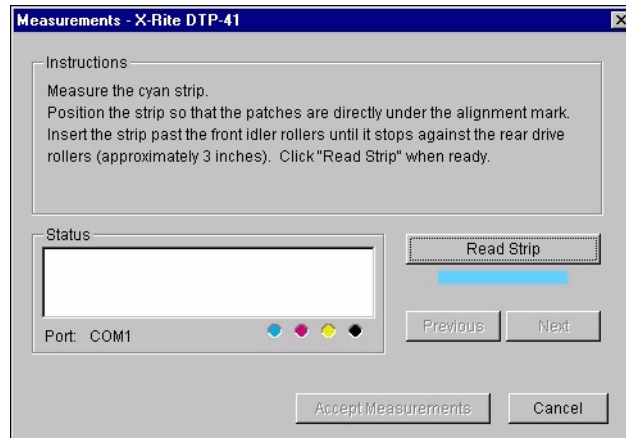 Measurements - X-Rite DTP-41
Instructions
Measure the cyan strip.
Position the strip so that the patches are directly under the alignment mark.
Insert the strip past the front idler rollers until it stops against the rear drive
rollers (approximately 3 inches). Click "Read Strip" when ready.
Status
Read Strip
Port: COM1
Previous
Next
Accept Measurements
Cancel